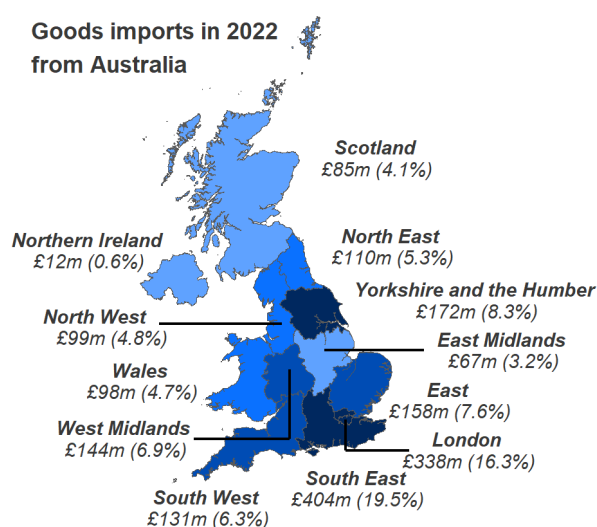 Goods imports in 2022
from Australia
Scotland
£85m (4.1%)
Northern Ireland
£12m (0.6%)
North East
£110m (5.3%)
Yorkshire and the Humber
£172m (8.3%)
North West
£99m (4.8%)
East Midlands
£67m (3.2%)
Wales
£98m (4.7%)
East
£158m (7.6%)
West Midlands
£144m (6.9%)
London
£338m (16.3%)
South East
£404m (19.5%)
South West
£131m (6.3%)